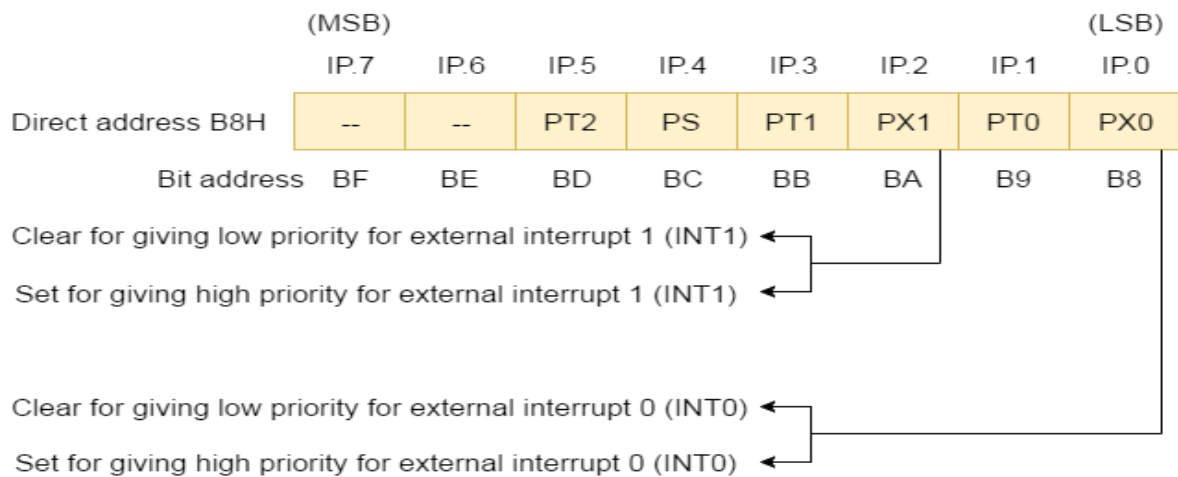 (MSB) (LSB)
IP.7 IP.6 IP.5 IP.4 IP.3 IP.2 IP.1 IP.0
Direct address B8H -- -- PT2 PS PT1 PX1 PT0 PX0
Bit address BF BE BD BC BB BA B9 B8
Clear for giving low priority for external interrupt 1 (INT1)
Set for giving high priority for external interrupt 1 (INT1)
Clear for giving low priority for external interrupt 0 (INT0)
Set for giving high priority for external interrupt 0 (INT0)